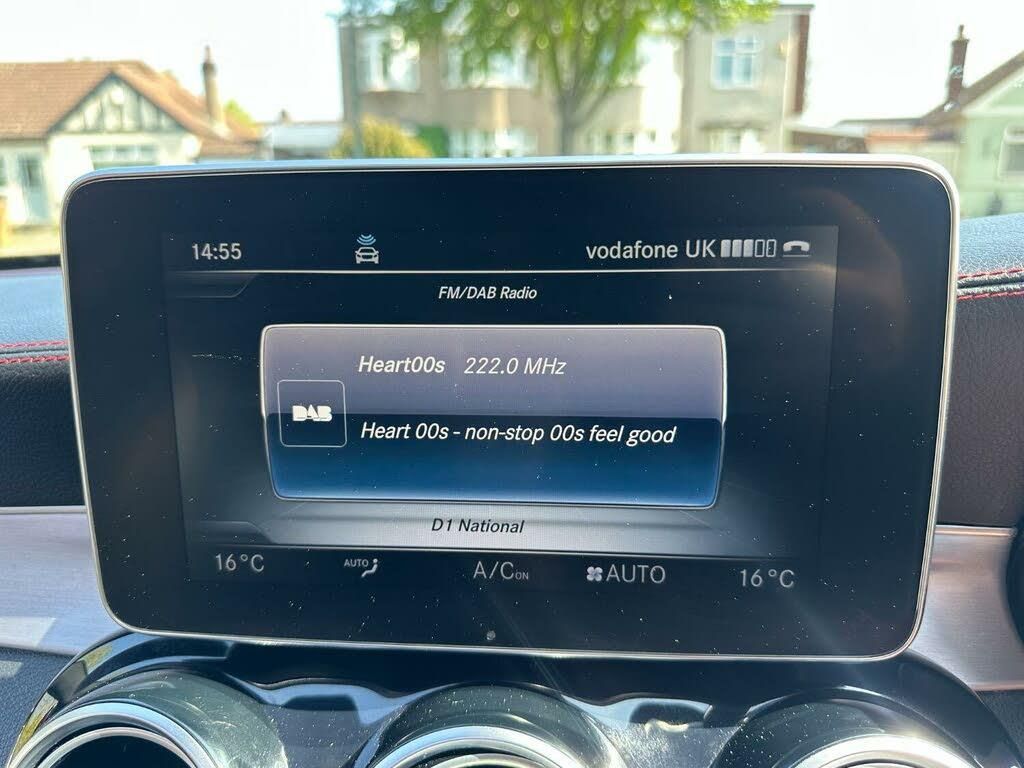 14:55 vodafone UK
FM/DAB Radio
Heart00s 222.0 MHz
DAB
Heart 00s - non-stop 00s feel good
D1 National
16°C AUTO A/C ON AUTO 16°C